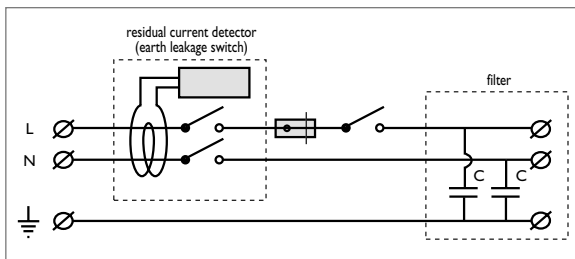 residual current detector
(earth leakage switch)
filter
L
N
C
C